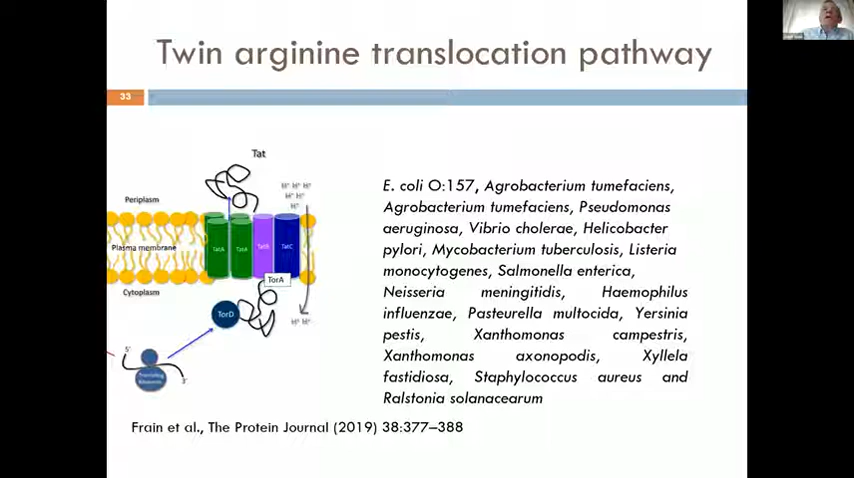 Twin arginine translocation pathway
33
Tat
H⁺ H⁺ H⁺
H⁺ H⁺
H⁺
Periplasm
TatA
TatA
TatB
TatC
Plasma membrane
TorA
Cytoplasm
TorD
H⁺ H⁺
5'
3'
E. coli O:157, Agrobacterium tumefaciens,
Agrobacterium tumefaciens, Pseudomonas
aeruginosa, Vibrio cholerae, Helicobacter
pylori, Mycobacterium tuberculosis, Listeria
monocytogenes, Salmonella enterica,
Neisseria meningitidis, Haemophilus
influenzae, Pasteurella multocida, Yersinia
pestis, Xanthomonas campestris,
Xanthomonas axonopodis, Xyllela
fastidiosa, Staphylococcus aureus and
Ralstonia solanacearum
Frain et al., The Protein Journal (2019) 38:377–388